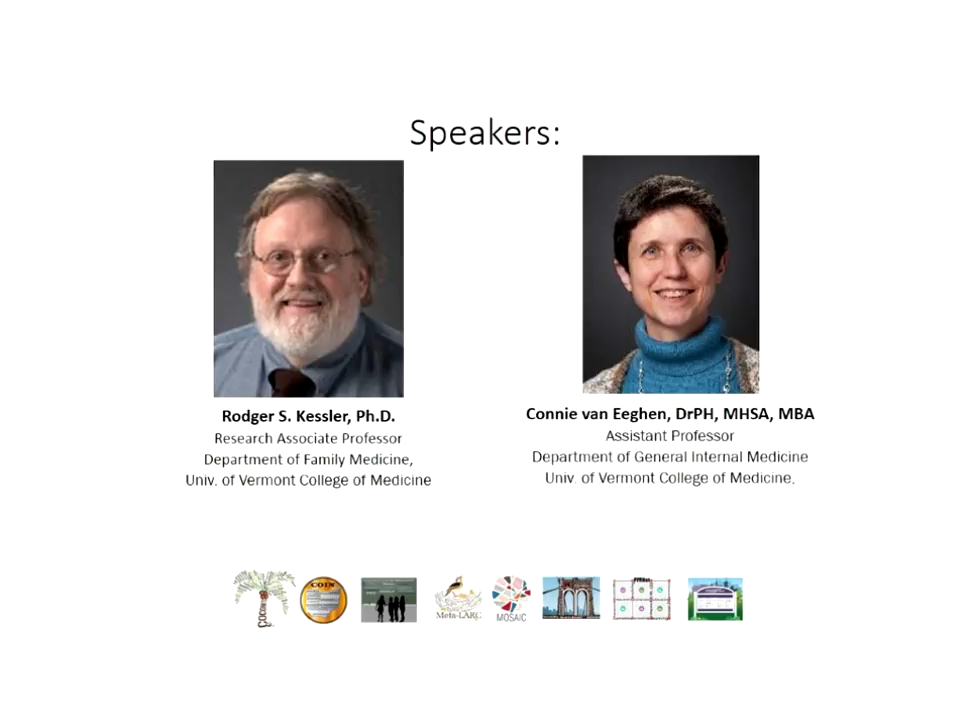 Speakers:
Rodger S. Kessler, Ph.D.
Research Associate Professor
Department of Family Medicine,
Univ. of Vermont College of Medicine
Connie van Eeghen, DrPH, MHSA, MBA
Assistant Professor
Department of General Internal Medicine
Univ. of Vermont College of Medicine.
COCONet
COIN
Meta-LARC
MOSAIC